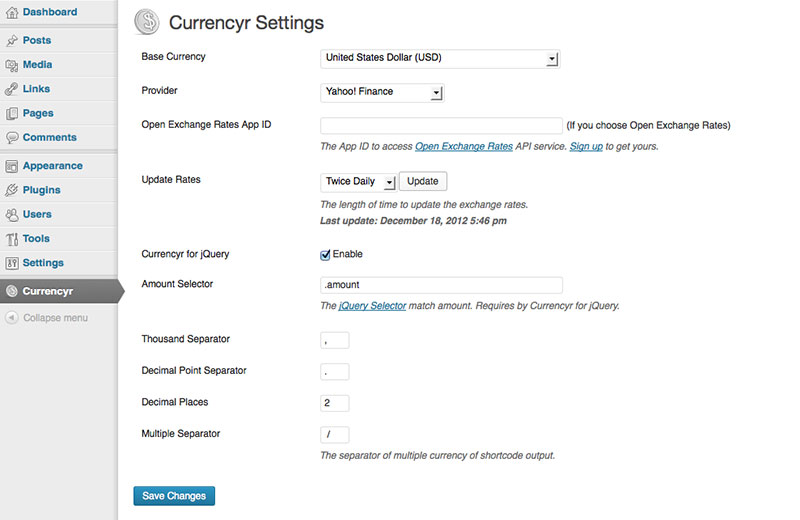 Dashboard
Posts
Media
Links
Pages
Comments
Appearance
Plugins
Users
Tools
Settings
Currencyr
Collapse menu
Currencyr Settings
Base Currency
United States Dollar (USD)
Provider
Yahoo! Finance
Open Exchange Rates App ID
(If you choose Open Exchange Rates)
The App ID to access Open Exchange Rates API service. Sign up to get yours.
Update Rates
Twice Daily
Update
The length of time to update the exchange rates.
Last update: December 18, 2012 5:46 pm
Currencyr for jQuery
Enable
Amount Selector
.amount
The jQuery Selector match amount. Requires by Currencyr for jQuery.
Thousand Separator
,
Decimal Point Separator
.
Decimal Places
2
Multiple Separator
/
The separator of multiple currency of shortcode output.
Save Changes